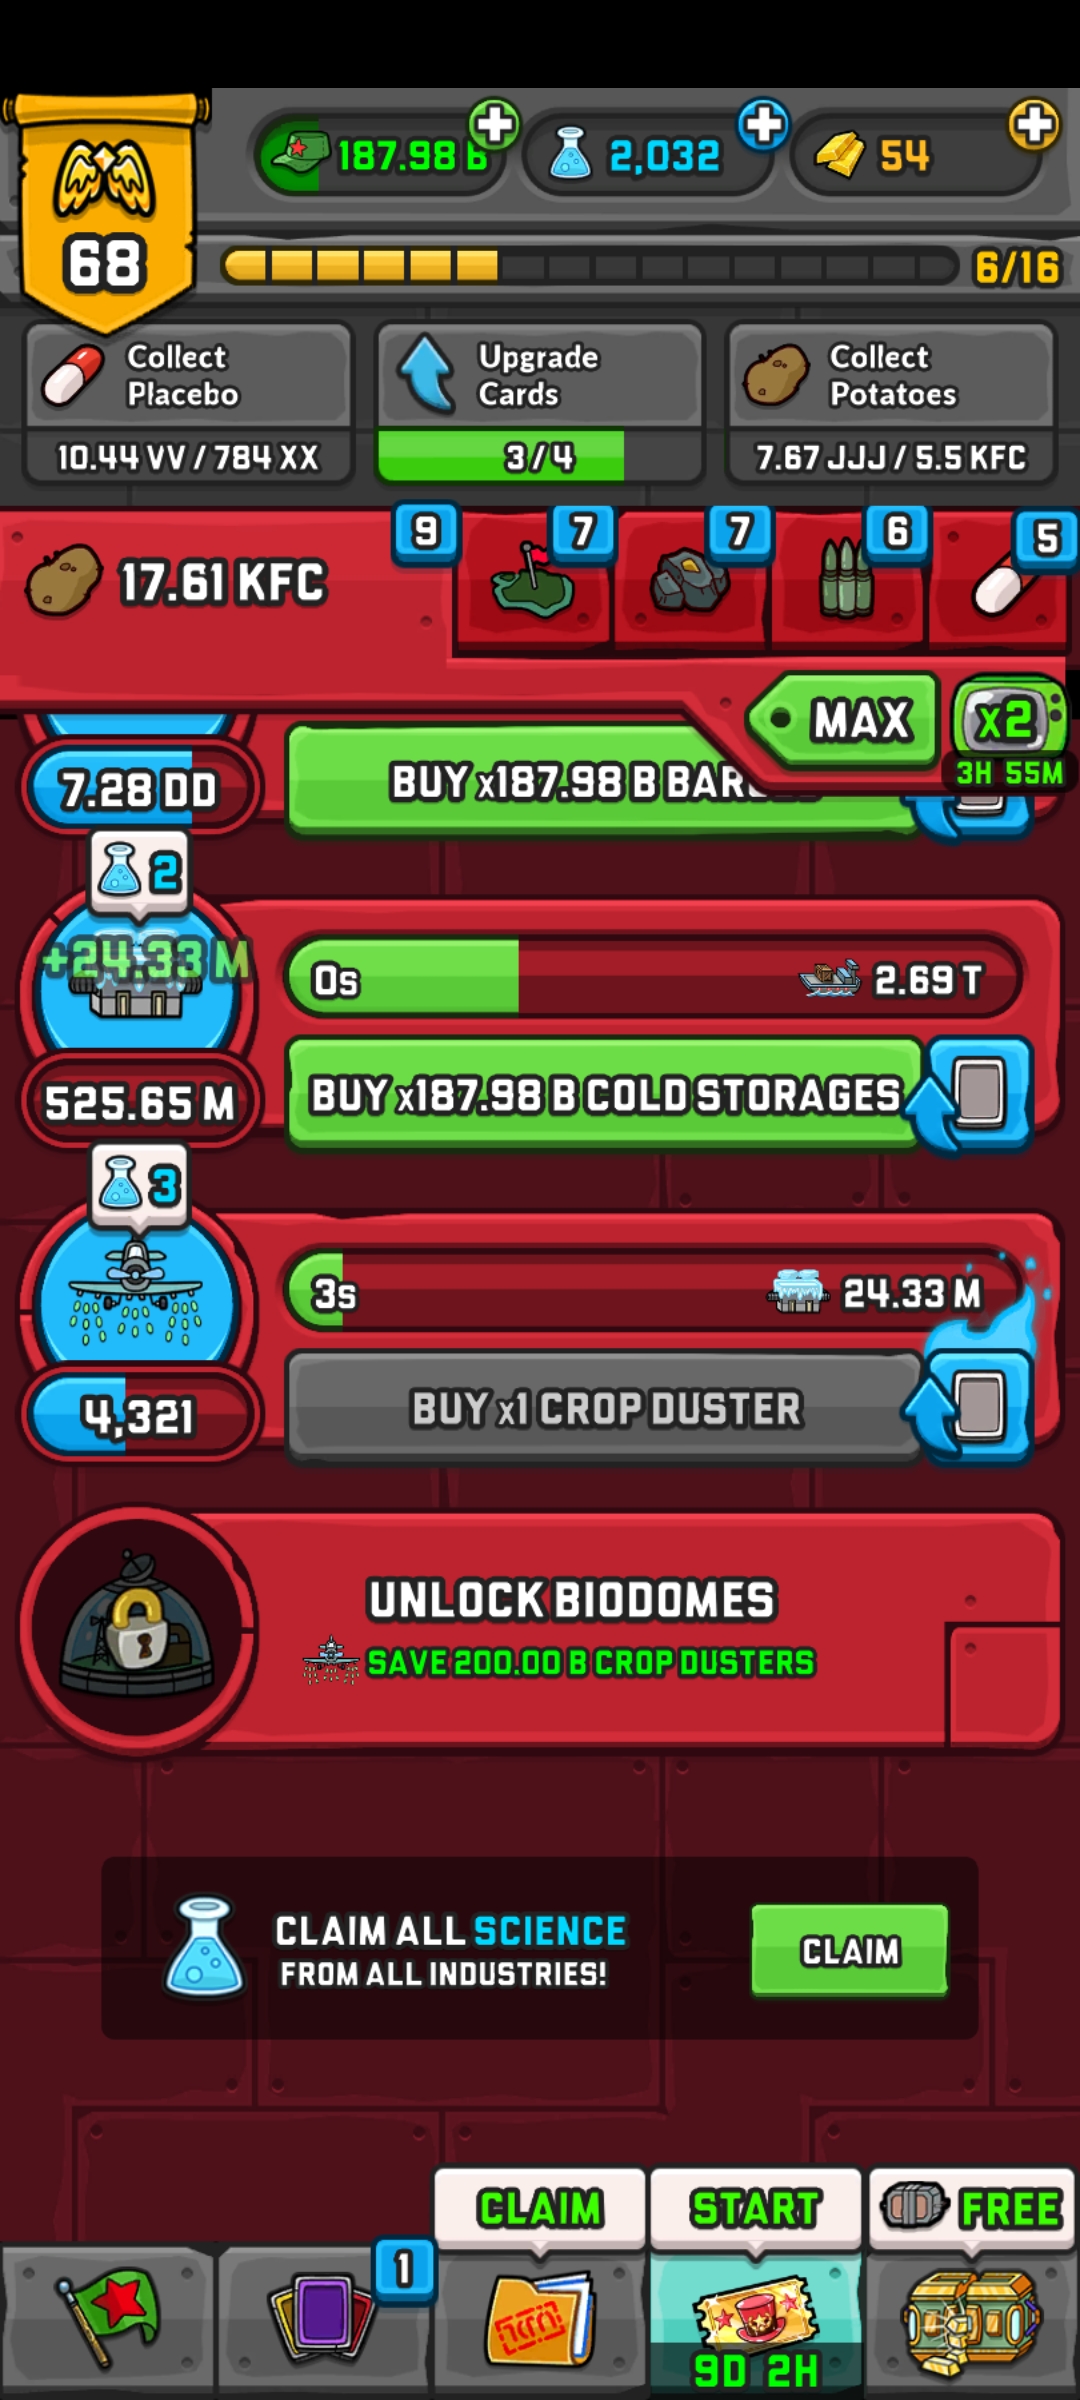 187.98 B
2,032
54
68
6/16
Collect
Placebo
10.44 VV / 784 XX
Upgrade
Cards
3 / 4
Collect
Potatoes
7.67 JJJ / 5.5 KFC
17.61 KFC
9
7
7
6
5
MAX
x2
3H 55M
7.28 DD
BUY x187.98 B
2
+24.33 M
0s
2.69 T
525.65 M
BUY x187.98 B COLD STORAGES
3
3s
24.33 M
4,321
BUY x1 CROP DUSTER
UNLOCK BIODOMES
SAVE 200.00 B CROP DUSTERS
CLAIM ALL SCIENCE
FROM ALL INDUSTRIES!
CLAIM
CLAIM
START
FREE
1
9D 2H